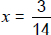 x = 3/14